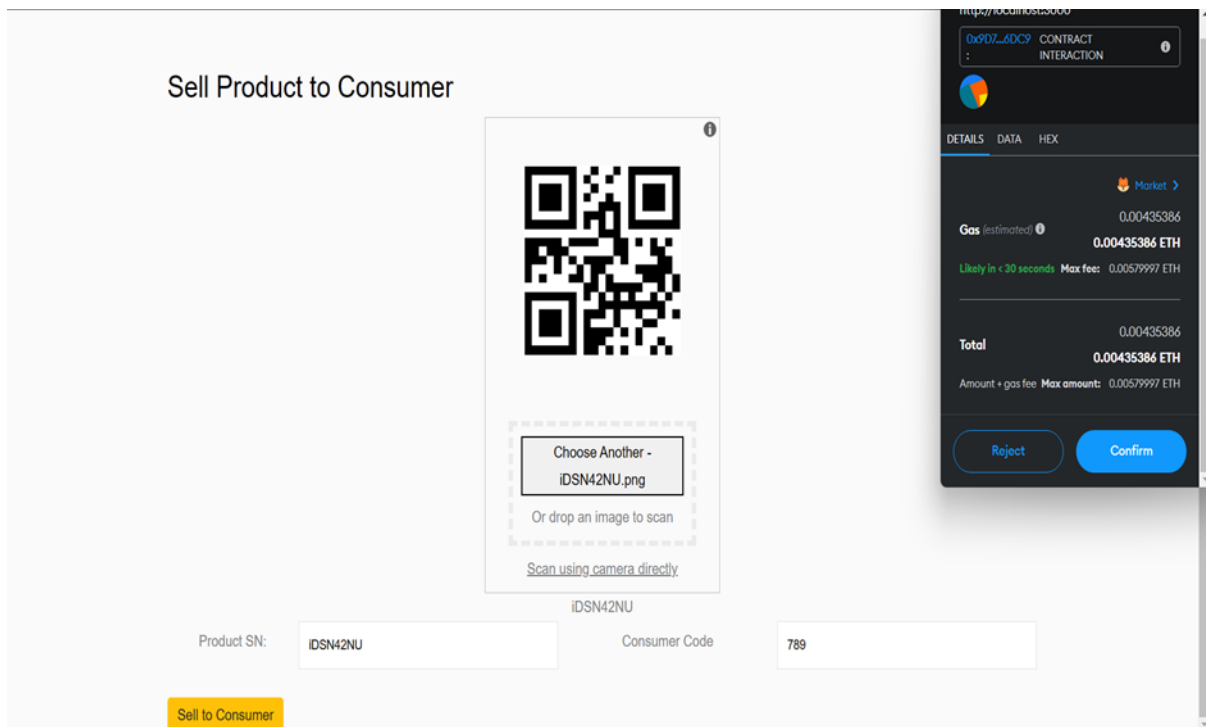 Sell Product to Consumer
Choose Another -
iDSN42NU.png
Or drop an image to scan
Scan using camera directly
iDSN42NU
Product SN:
iDSN42NU
Consumer Code
789
Sell to Consumer
http://localhost:3000
0x9D7...6DC9 CONTRACT
: INTERACTION
DETAILS DATA HEX
Market
0.00435386
Gas (estimated)
0.00435386 ETH
Likely in < 30 seconds Max fee: 0.00579997 ETH
0.00435386
Total
0.00435386 ETH
Amount + gas fee Max amount: 0.00579997 ETH
Reject Confirm